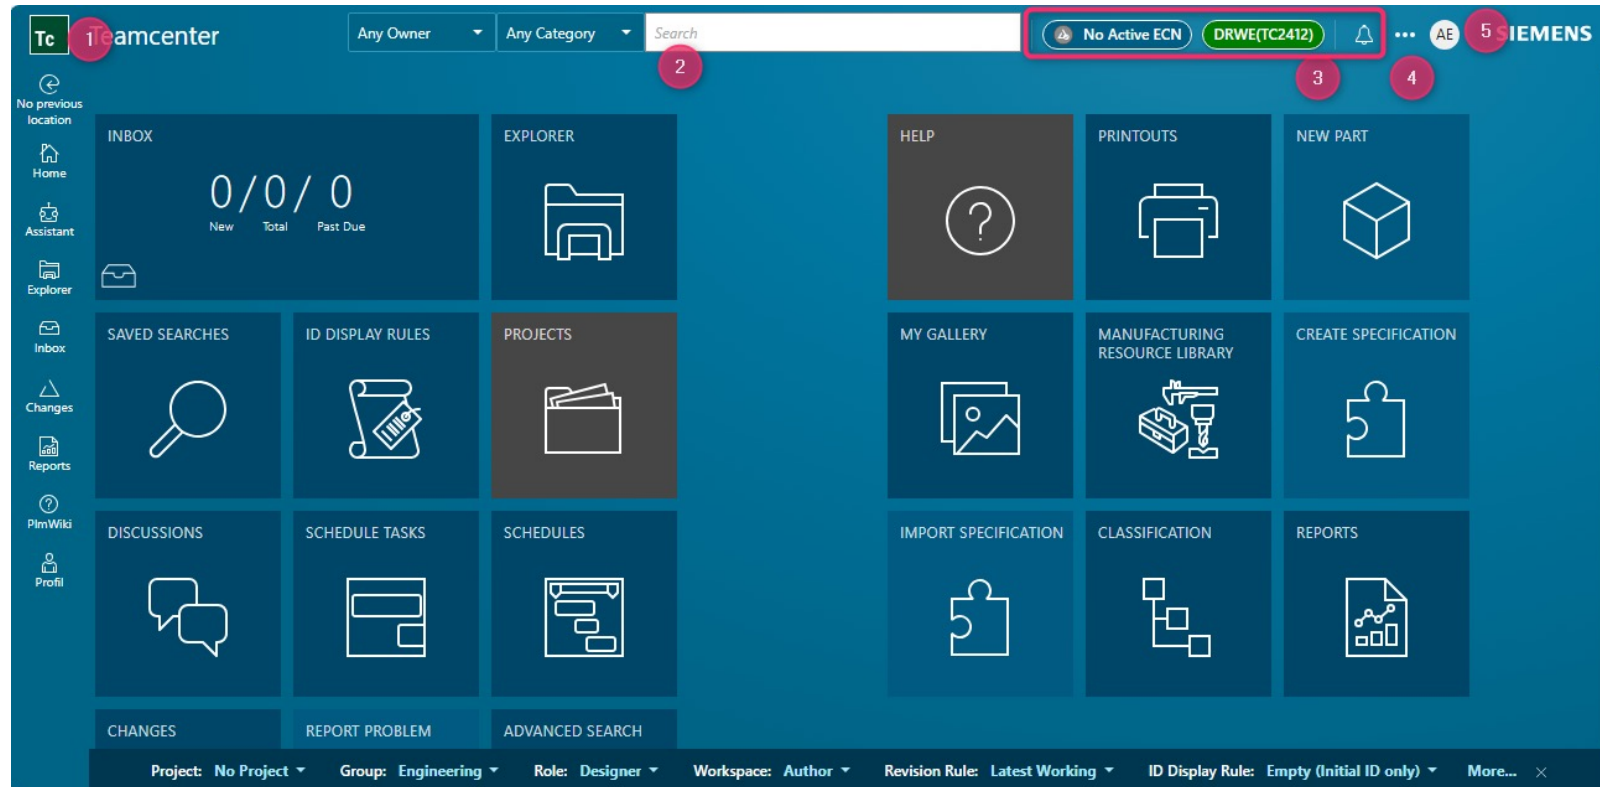 Tc 1 Teamcenter Any Owner Any Category Search No Active ECN DRWE(TC2412) AE 5 SIEMENS
2 3 4
No previous
location
Home
Assistant
Explorer
Inbox
Changes
Reports
PlmWiki
Profil
INBOX
0/0/ 0
New Total Past Due
EXPLORER
HELP
PRINTOUTS
NEW PART
SAVED SEARCHES
ID DISPLAY RULES
PROJECTS
MY GALLERY
MANUFACTURING
RESOURCE LIBRARY
CREATE SPECIFICATION
DISCUSSIONS
SCHEDULE TASKS
SCHEDULES
IMPORT SPECIFICATION
CLASSIFICATION
REPORTS
CHANGES
REPORT PROBLEM
ADVANCED SEARCH
Project: No Project Group: Engineering Role: Designer Workspace: Author Revision Rule: Latest Working ID Display Rule: Empty (Initial ID only) More...